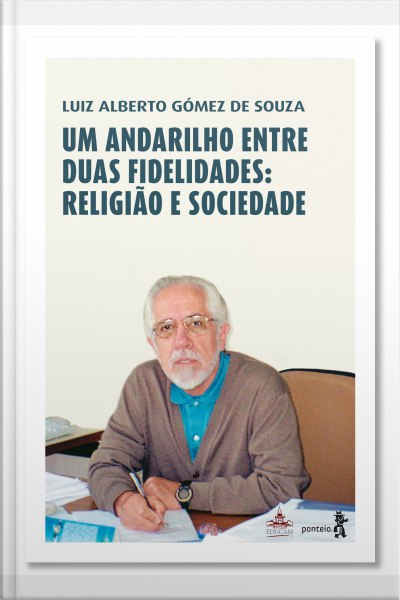 LUIZ ALBERTO GÓMEZ DE SOUZA
UM ANDARILHO ENTRE
DUAS FIDELIDADES:
RELIGIÃO E SOCIEDADE
EDUCAM
ponteio